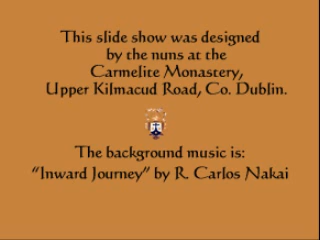 This slide show was designed
by the nuns at the
Carmelite Monastery,
Upper Kilmacud Road, Co. Dublin.
The background music is:
"Inward Journey" by R. Carlos Nakai